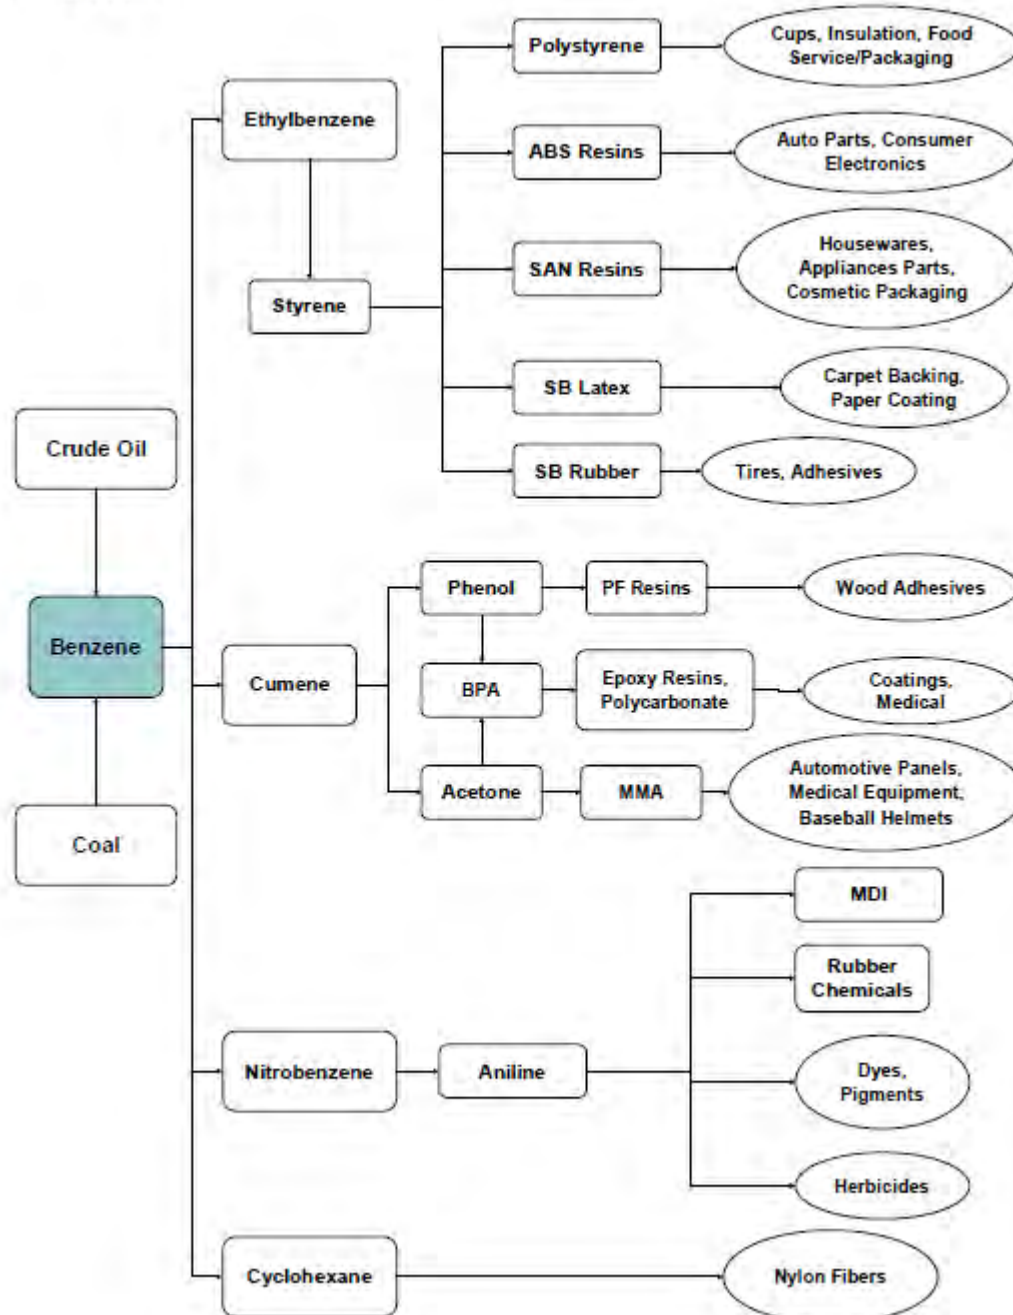 Polystyrene
Cups, Insulation, Food
Service/Packaging
Ethylbenzene
ABS Resins
Auto Parts, Consumer
Electronics
SAN Resins
Housewares,
Appliances Parts,
Cosmetic Packaging
Styrene
SB Latex
Carpet Backing,
Paper Coating
Crude Oil
SB Rubber
Tires, Adhesives
Benzene
Phenol
PF Resins
Wood Adhesives
Cumene
BPA
Epoxy Resins,
Polycarbonate
Coatings,
Medical
Acetone
MMA
Automotive Panels,
Medical Equipment,
Baseball Helmets
Coal
MDI
Rubber
Chemicals
Nitrobenzene
Aniline
Dyes,
Pigments
Herbicides
Cyclohexane
Nylon Fibers